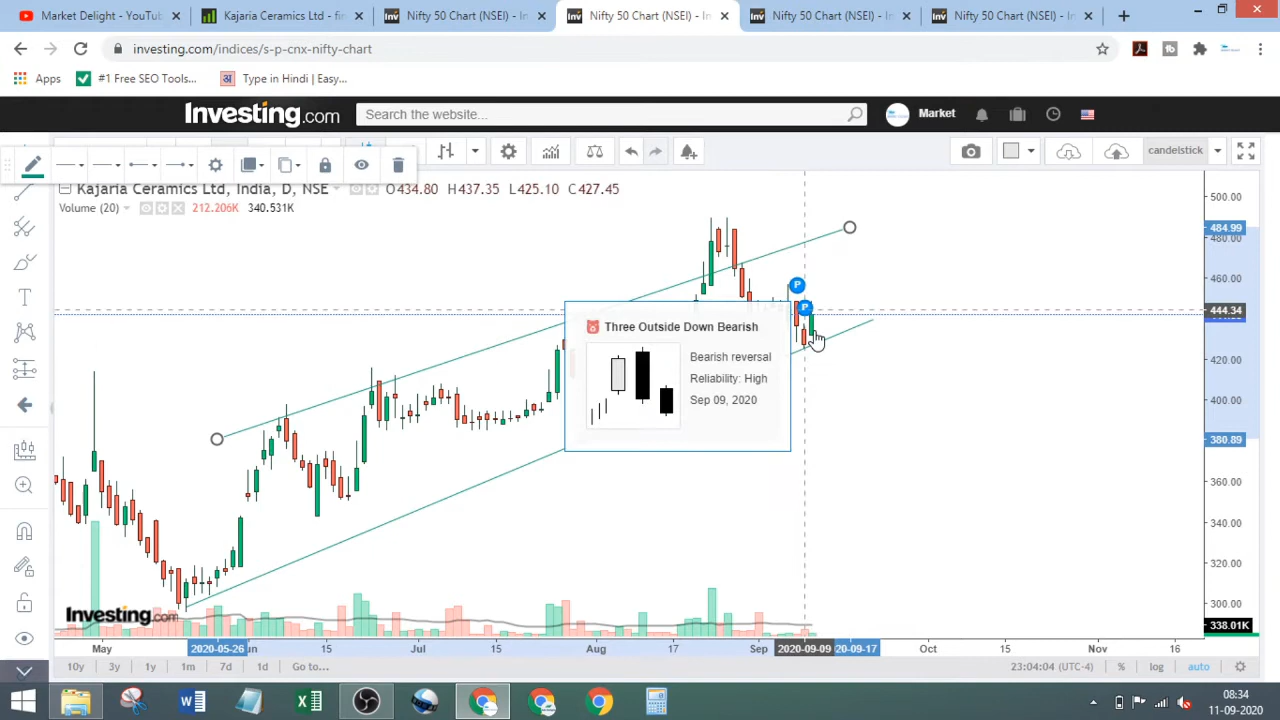 Market Delight - YouTub
Kajaria Ceramics Ltd - fin
Nifty 50 Chart (NSEI) - In
Nifty 50 Chart (NSEI) - In
Nifty 50 Chart (NSEI) - In
Nifty 50 Chart (NSEI) - In
investing.com/indices/s-p-cnx-nifty-chart
Apps
#1 Free SEO Tools...
Type in Hindi | Easy...
Investing.com
Search the website...
Market
candelstick
Kajaria Ceramics Ltd, India, D, NSE
O434.80 H437.35 L425.10 C427.45
Volume (20)
212.206K 340.531K
500.00
484.99
480.00
460.00
444.34
420.00
400.00
380.89
360.00
340.00
320.00
300.00
338.01K
P
P
Three Outside Down Bearish
Bearish reversal
Reliability: High
Sep 09, 2020
Investing.com
May 2020-05-26 un 15 Jul 15 Aug 17 Sep 2020-09-09 20-09-17 Oct 15 Nov 16
10y 3y 1y 1m 7d 1d Go to...
23:04:04 (UTC-4) % log auto
08:34
11-09-2020